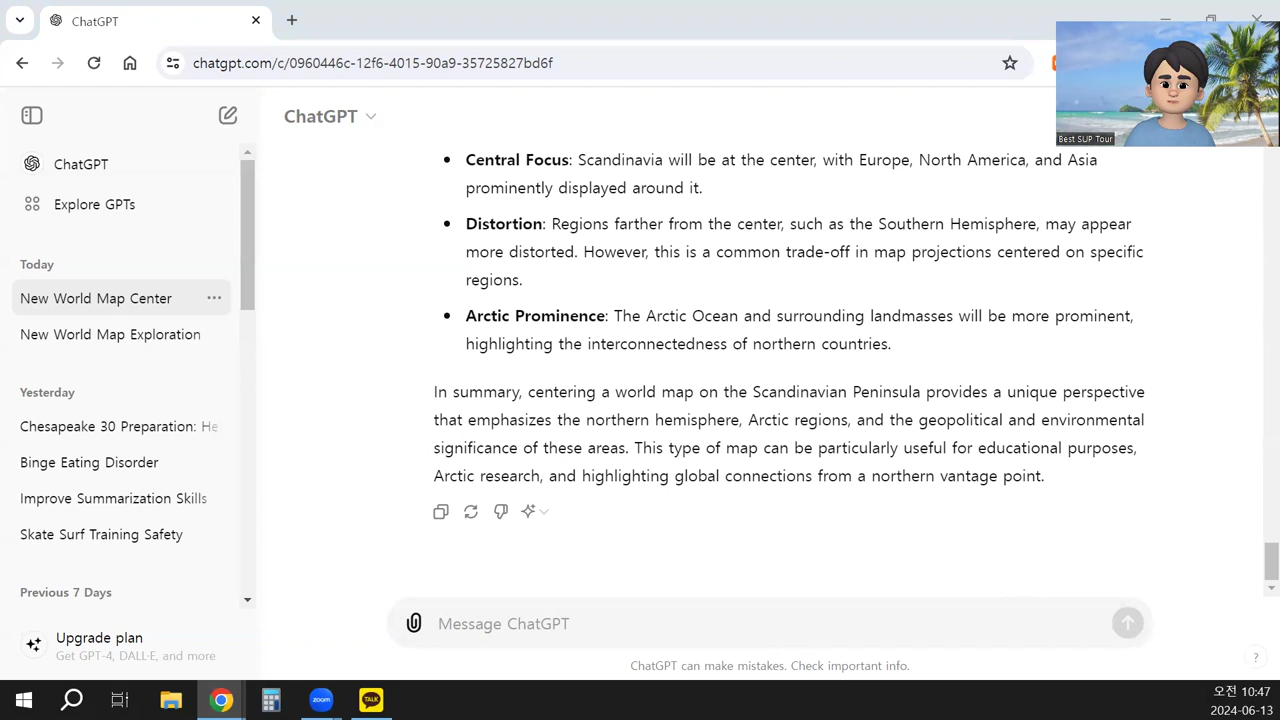 ChatGPT
chatgpt.com/c/0960446c-12f6-4015-90a9-35725827bd6f
Best SUP Tour
ChatGPT
ChatGPT
Explore GPTs
Today
New World Map Center
New World Map Exploration
Yesterday
Chesapeake 30 Preparation: He
Binge Eating Disorder
Improve Summarization Skills
Skate Surf Training Safety
Previous 7 Days
Upgrade plan
Get GPT-4, DALL·E, and more
• Central Focus: Scandinavia will be at the center, with Europe, North America, and Asia
prominently displayed around it.
• Distortion: Regions farther from the center, such as the Southern Hemisphere, may appear
more distorted. However, this is a common trade-off in map projections centered on specific
regions.
• Arctic Prominence: The Arctic Ocean and surrounding landmasses will be more prominent,
highlighting the interconnectedness of northern countries.
In summary, centering a world map on the Scandinavian Peninsula provides a unique perspective
that emphasizes the northern hemisphere, Arctic regions, and the geopolitical and environmental
significance of these areas. This type of map can be particularly useful for educational purposes,
Arctic research, and highlighting global connections from a northern vantage point.
Message ChatGPT
ChatGPT can make mistakes. Check important info.
?
zoom
TALK
오전 10:47
2024-06-13